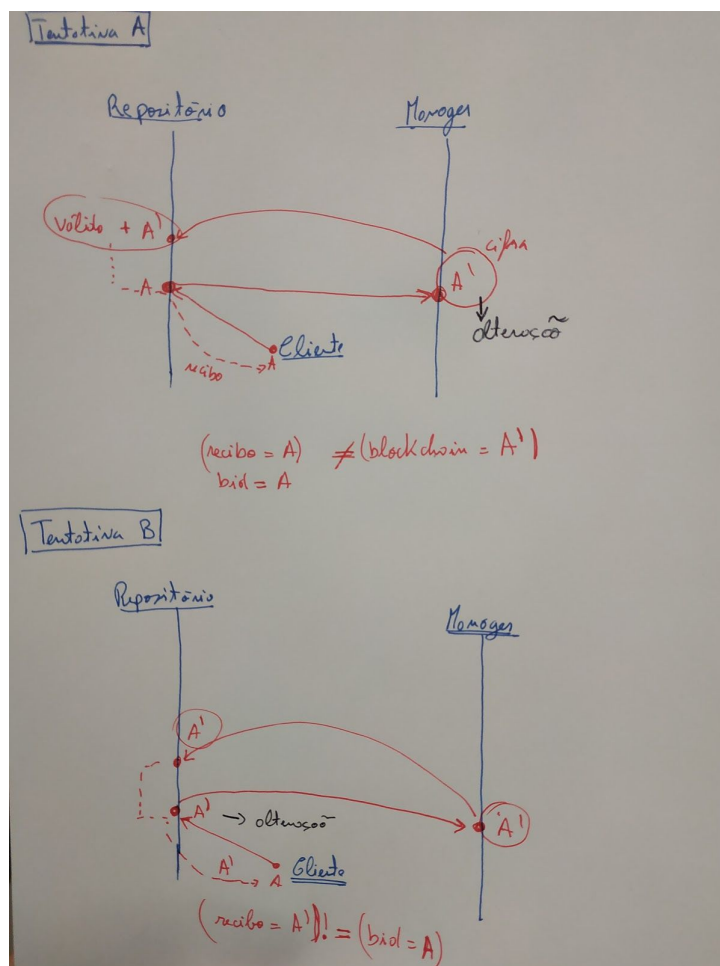 Tentativa A
Repositório Manager
Válido + A'
cifra
A A'
alteração
Cliente
A
recibo
(recibo = A) ≠ (blockchain = A')
bid = A
Tentativa B
Repositório
Manager
A'
A' → alteração A'
A' A Cliente
(recibo = A')! = (bid = A)